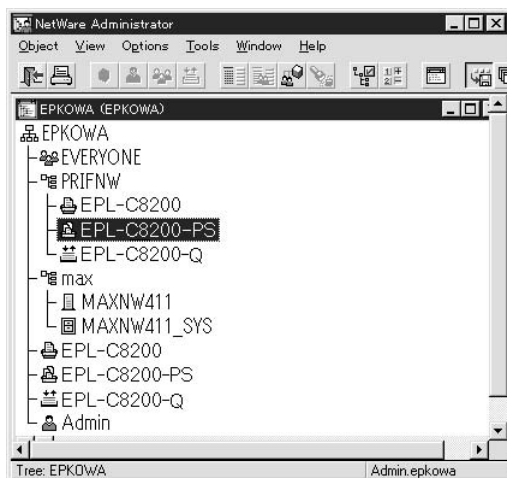 NetWare Administrator
Object View Options Tools Window Help
EPKOWA (EPKOWA)
EPKOWA
EVERYONE
PRIFNW
EPL-C8200
EPL-C8200-PS
EPL-C8200-Q
max
MAXNW411
MAXNW411_SYS
EPL-C8200
EPL-C8200-PS
EPL-C8200-Q
Admin
Tree: EPKOWA Admin.epkowa